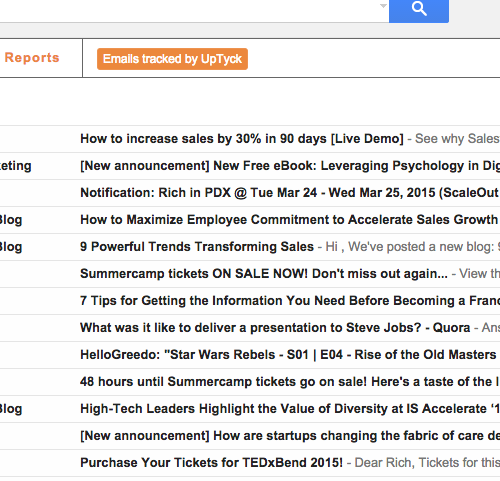 Reports Emails tracked by UpTyck
How to increase sales by 30% in 90 days [Live Demo] - See why Sales
keting [New announcement] New Free eBook: Leveraging Psychology in Dig
Notification: Rich in PDX @ Tue Mar 24 - Wed Mar 25, 2015 (ScaleOut
Blog How to Maximize Employee Commitment to Accelerate Sales Growth
Blog 9 Powerful Trends Transforming Sales - Hi , We've posted a new blog: 9
Summercamp tickets ON SALE NOW! Don't miss out again... - View th
7 Tips for Getting the Information You Need Before Becoming a Franc
What was it like to deliver a presentation to Steve Jobs? - Quora - Ans
HelloGreedo: "Star Wars Rebels - S01 | E04 - Rise of the Old Masters
48 hours until Summercamp tickets go on sale! Here's a taste of the l
Blog High-Tech Leaders Highlight the Value of Diversity at IS Accelerate '1
[New announcement] How are startups changing the fabric of care de
Purchase Your Tickets for TEDxBend 2015! - Dear Rich, Tickets for this